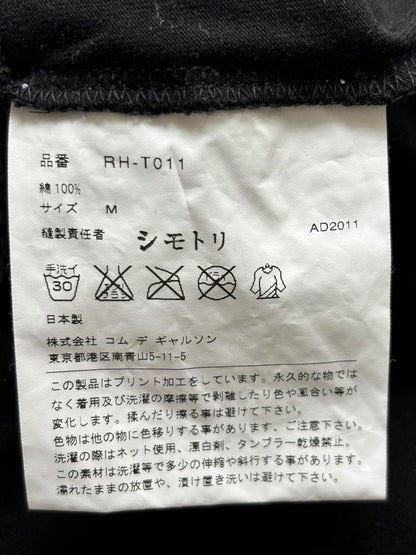 品番 RH-T011
綿 100%
サイズ M
縫製責任者 シモトリ AD2011
手洗イ
30 エンソ サラシ ドライ
日本製
株式会社 コム デ ギャルソン
東京都港区南青山5-11-5
この製品はプリント加工をしています。永久的な物では
なく着用及び洗濯の摩擦等で剥離したり色や風合い等が
変化します。揉んだり擦る事は避けて下さい。
色物は他の物に色移りする事があります、ご注意下さい。
洗濯の際はネット使用、漂白剤、タンブラー乾燥禁止。
この素材は洗濯等で多少の伸縮や斜行する事があります。
濡れたままの放置や、漬け置き洗いは避けて下さい。